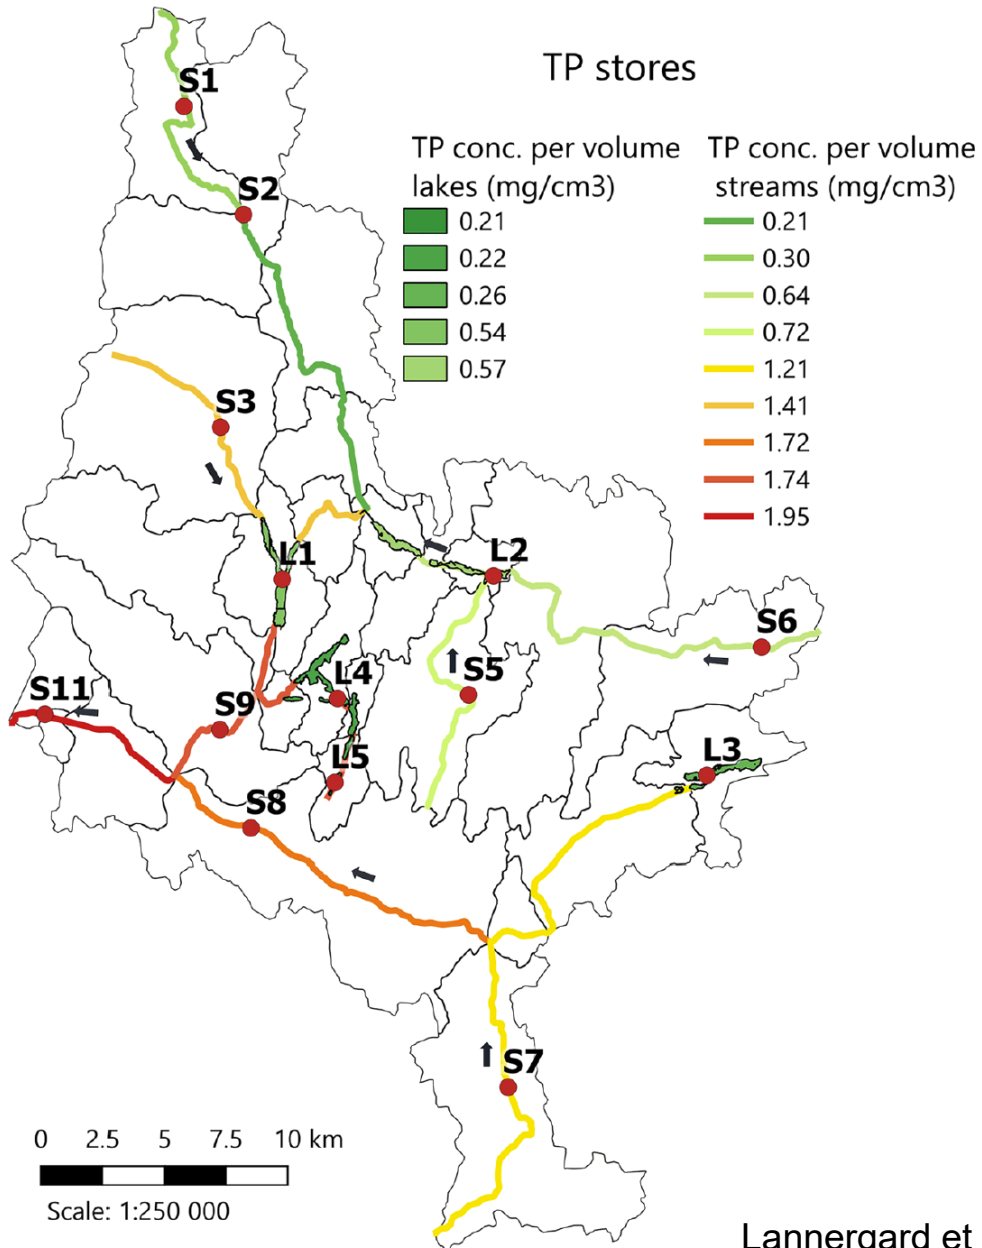 TP stores
TP conc. per volume
lakes (mg/cm3)
0.21
0.22
0.26
0.54
0.57
TP conc. per volume
streams (mg/cm3)
0.21
0.30
0.64
0.72
1.21
1.41
1.72
1.74
1.95
S1
S2
S3
L1
L2
S6
S5
L4
S11
S9
L5
L3
S8
S7
0 2.5 5 7.5 10 km
Scale: 1:250 000
Lannergard et